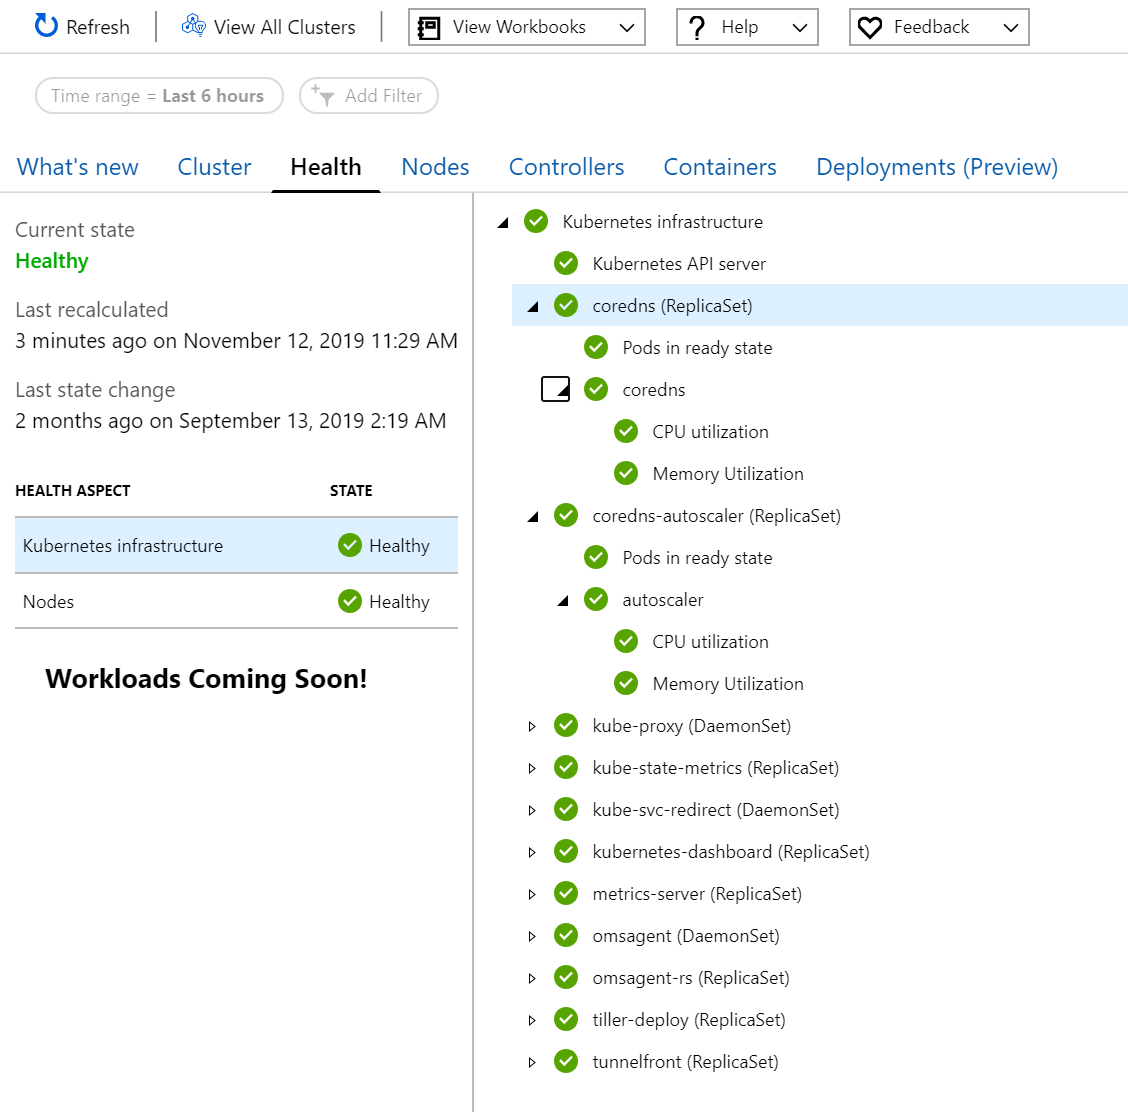 Refresh
View All Clusters
View Workbooks
Help
Feedback
Time range = Last 6 hours
Add Filter
What's new
Cluster
Health
Nodes
Controllers
Containers
Deployments (Preview)
Current state
Healthy
Last recalculated
3 minutes ago on November 12, 2019 11:29 AM
Last state change
2 months ago on September 13, 2019 2:19 AM
HEALTH ASPECT STATE
Kubernetes infrastructure Healthy
Nodes Healthy
Workloads Coming Soon!
Kubernetes infrastructure
Kubernetes API server
coredns (ReplicaSet)
Pods in ready state
coredns
CPU utilization
Memory Utilization
coredns-autoscaler (ReplicaSet)
Pods in ready state
autoscaler
CPU utilization
Memory Utilization
kube-proxy (DaemonSet)
kube-state-metrics (ReplicaSet)
kube-svc-redirect (DaemonSet)
kubernetes-dashboard (ReplicaSet)
metrics-server (ReplicaSet)
omsagent (DaemonSet)
omsagent-rs (ReplicaSet)
tiller-deploy (ReplicaSet)
tunnelfront (ReplicaSet)